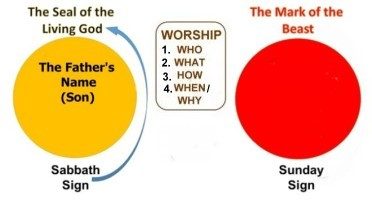 The Seal of the
Living God
The Father's
Name
(Son)
Sabbath
Sign
WORSHIP
1. WHO
2. WHAT
3. HOW
4. WHEN/
WHY
The Mark of the
Beast
Sunday
Sign